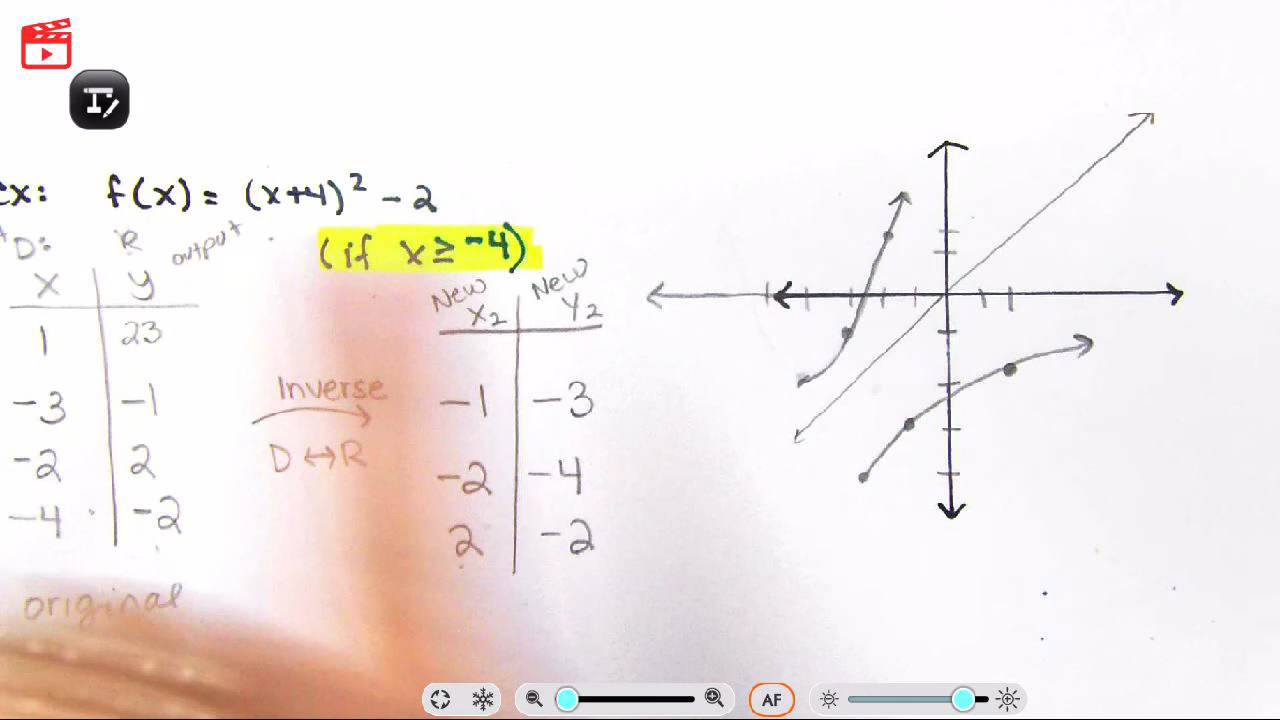 ex: f(x) = (x+4)² - 2
(if x ≥ -4)
D: R output
x y
1 23
-3 -1
-2 2
-4 -2
original
Inverse
D ↔ R
New New
X₂ Y₂
-1 -3
-2 -4
2 -2
AF